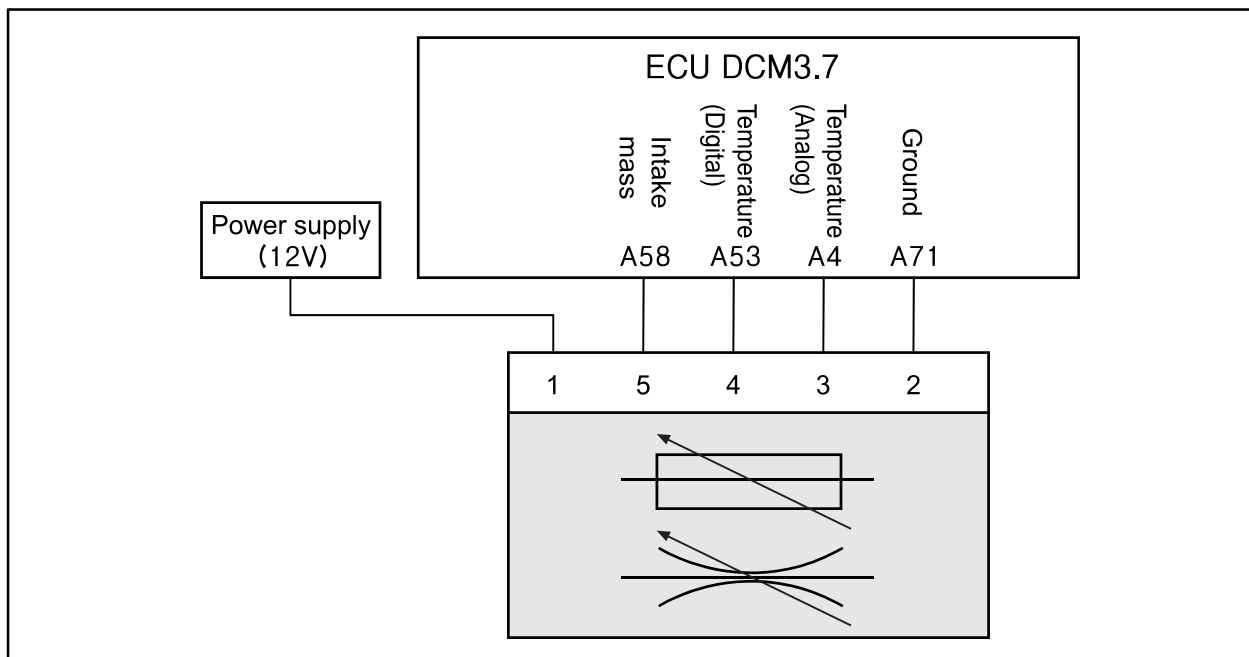 ECU DCM3.7
Intake
mass
Temperature
(Digital)
Temperature
(Analog)
Ground
A58 A53 A4 A71
Power supply
(12V)
1 5 4 3 2